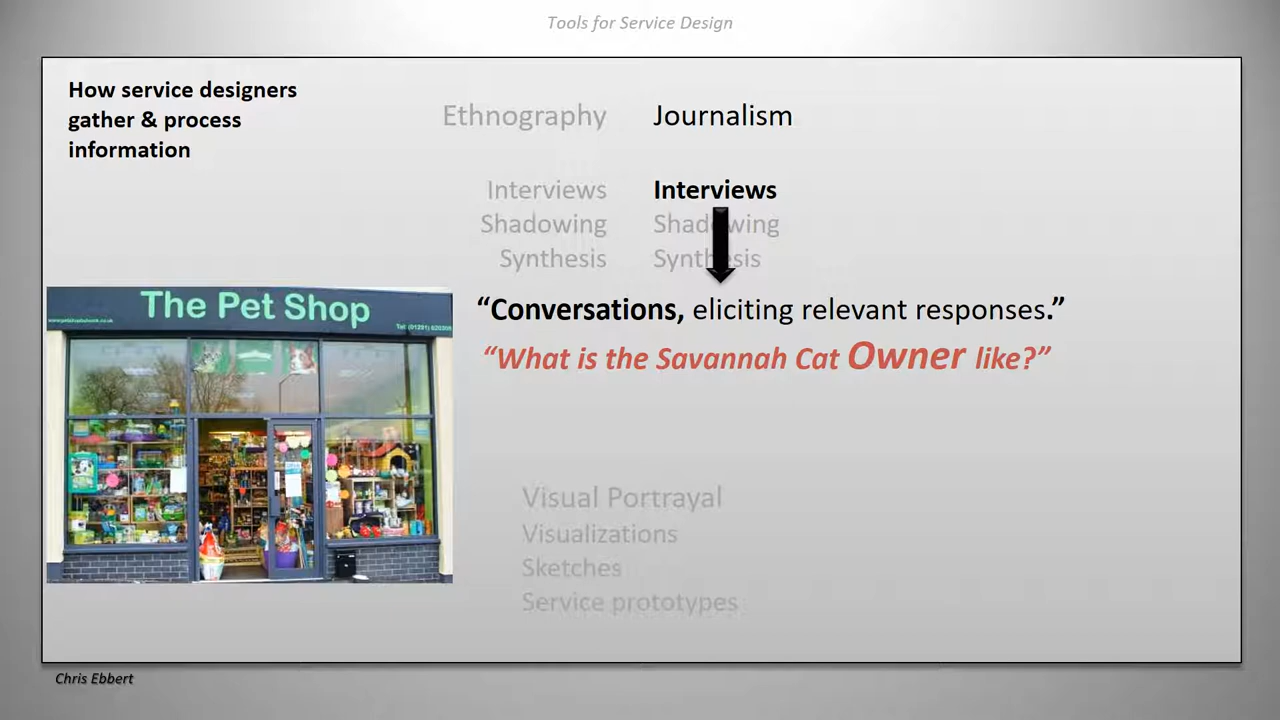 Tools for Service Design
How service designers
gather & process
information
Ethnography
Interviews
Shadowing
Synthesis
Journalism
Interviews
Shadowing
Synthesis
“Conversations, eliciting relevant responses.”
“What is the Savannah Cat Owner like?”
The Pet Shop
Visual Portrayal
Visualizations
Sketches
Service prototypes
Chris Ebbert